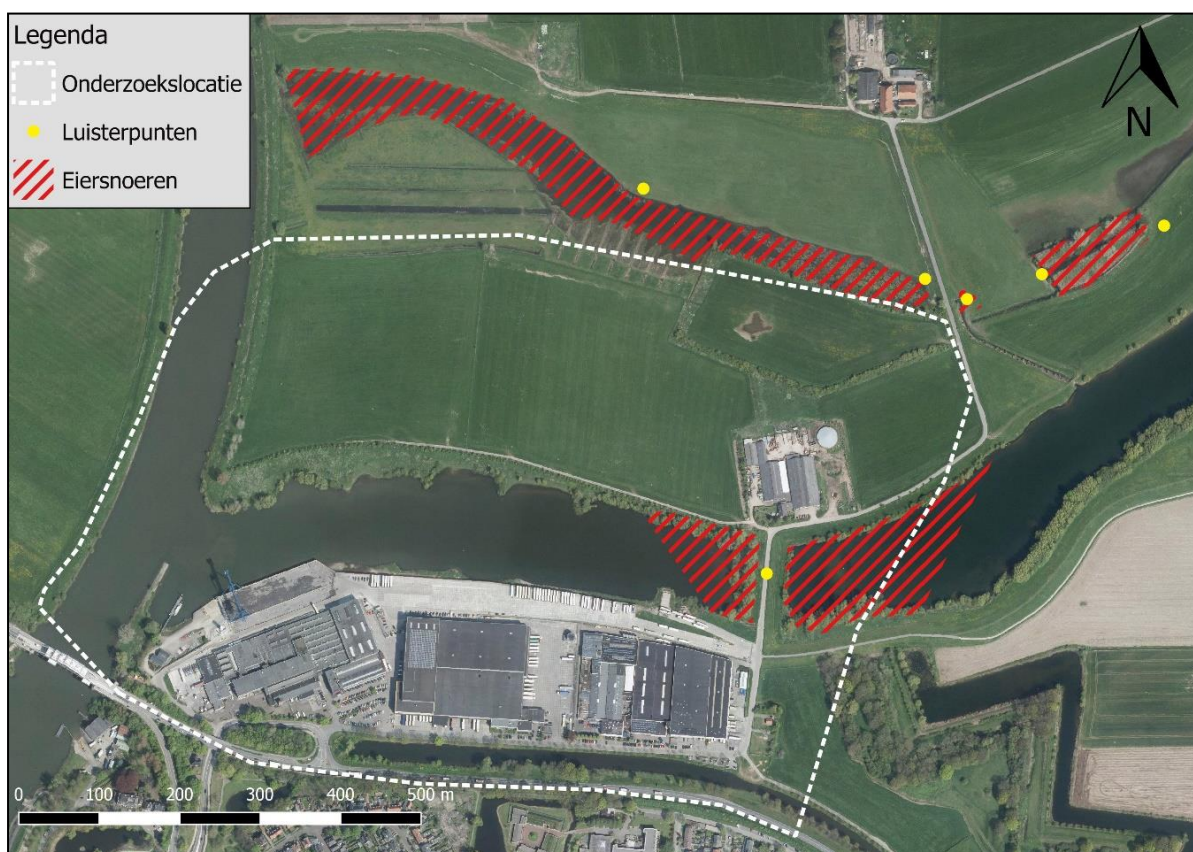 Legenda
Onderzoekslocatie
Luisterpunten
Eiersnoeren
N
0 100 200 300 400 500 m